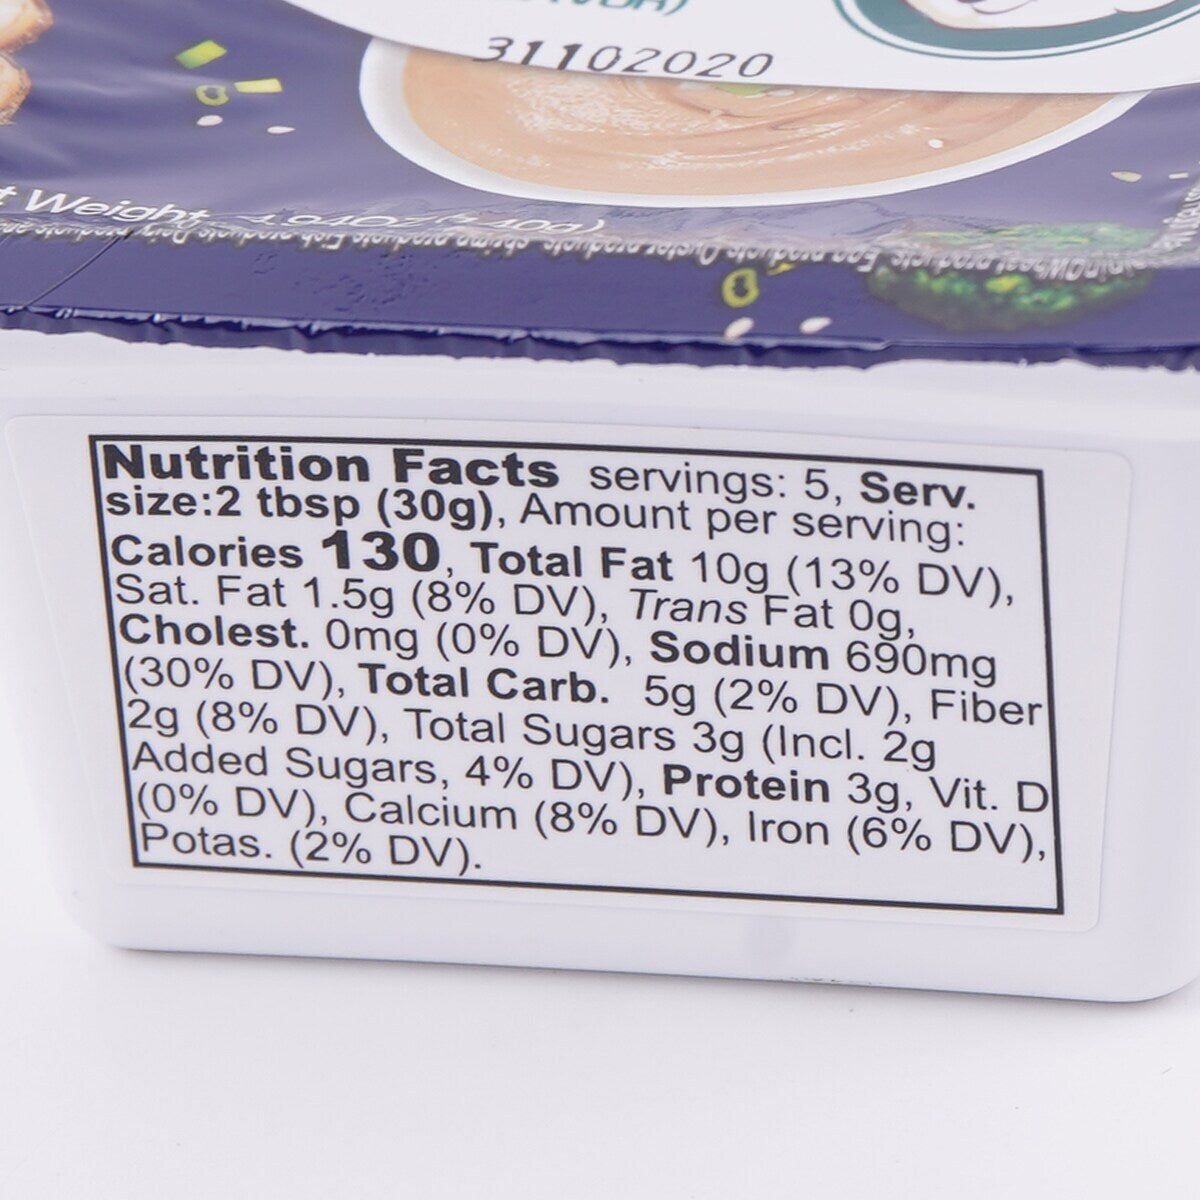 31102020
Weight
Nutrition Facts servings: 5, Serv.
size:2 tbsp (30g), Amount per serving:
Calories 130, Total Fat 10g (13% DV),
Sat. Fat 1.5g (8% DV), Trans Fat 0g,
Cholest. 0mg (0% DV), Sodium 690mg
(30% DV), Total Carb. 5g (2% DV), Fiber
2g (8% DV), Total Sugars 3g (Incl. 2g
Added Sugars, 4% DV), Protein 3g, Vit. D
(0% DV), Calcium (8% DV), Iron (6% DV),
Potas. (2% DV).